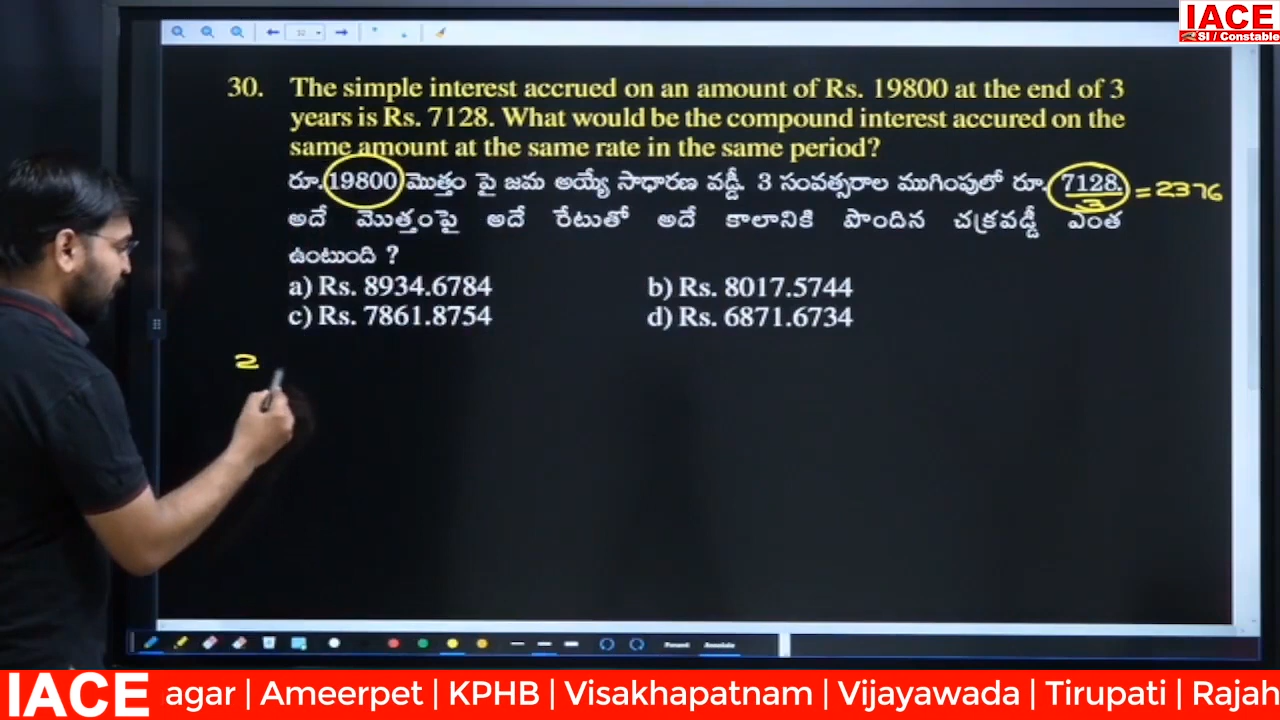 IACE
SI / Constable
32
30. The simple interest accrued on an amount of Rs. 19800 at the end of 3
years is Rs. 7128. What would be the compound interest accured on the
same amount at the same rate in the same period?
రూ.19800 మొత్తం పై జమ అయ్యే సాధారణ వడ్డీ. 3 సంవత్సరాల ముగింపులో రూ. 7128.
3
= 2376
అదే మొత్తంపై అదే రేటుతో అదే కాలానికి పొందిన చక్రవడ్డీ ఎంత
ఉంటుంది ?
a) Rs. 8934.6784 b) Rs. 8017.5744
c) Rs. 7861.8754 d) Rs. 6871.6734
2
IACE agar | Ameerpet | KPHB | Visakhapatnam | Vijayawada | Tirupati | Rajah